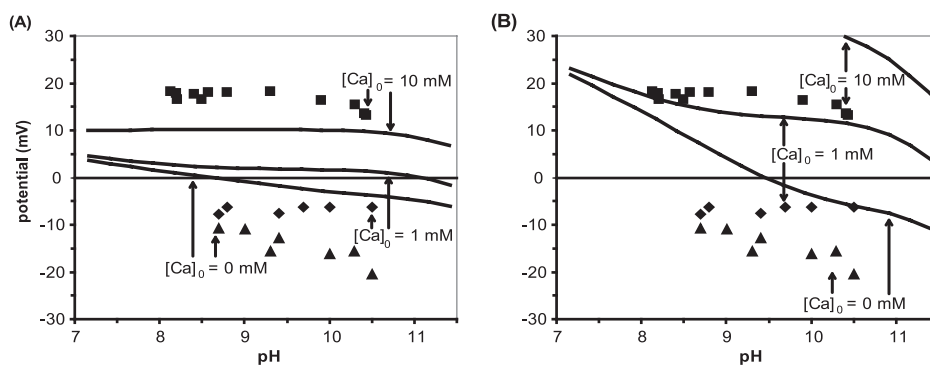 (A)
potential (mV)
30
20
10
0
-10
-20
-30
[Ca]₀ = 10 mM
[Ca]₀ = 0 mM
[Ca]₀ = 1 mM
7 8 9 10 11
pH
(B)
30
20
10
0
-10
-20
-30
[Ca]₀ = 10 mM
[Ca]₀ = 1 mM
[Ca]₀ = 0 mM
7 8 9 10 11
pH